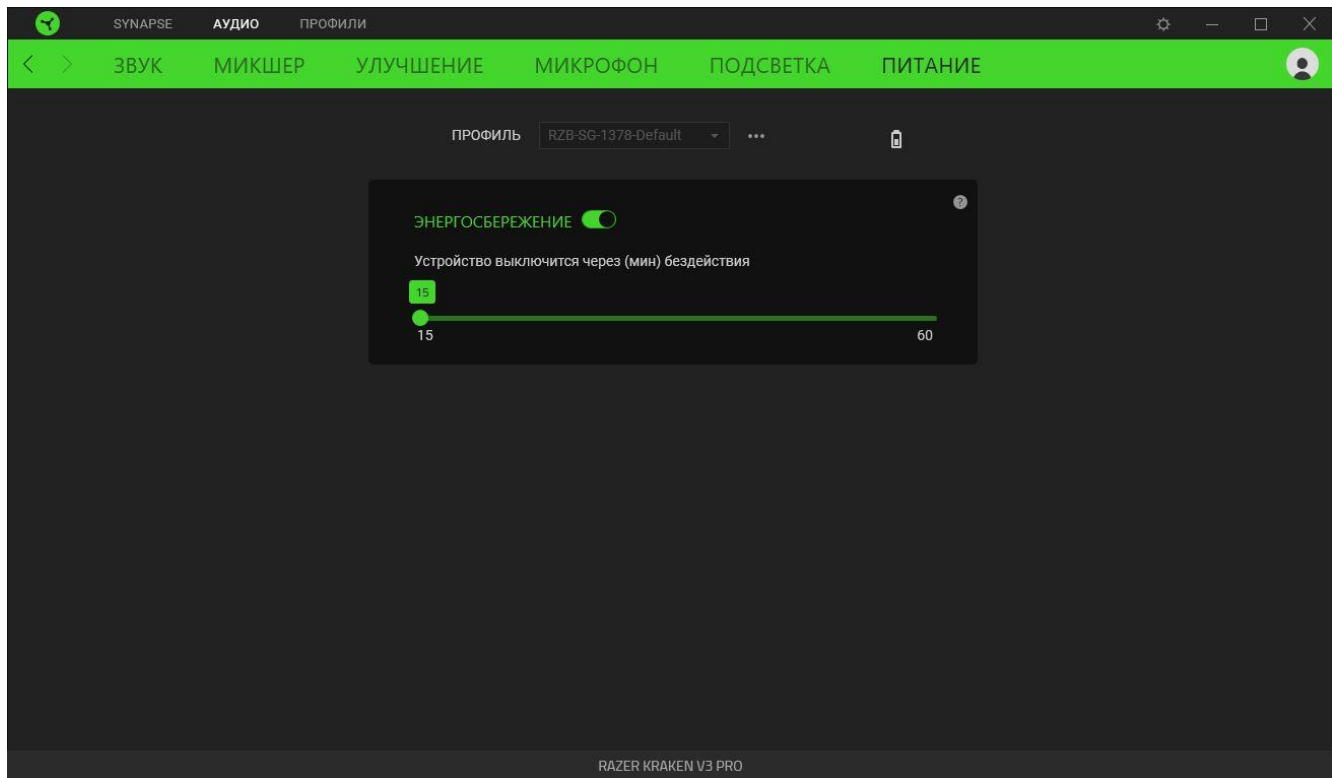 SYNAPSE АУДИО ПРОФИЛИ
ЗВУК МИКШЕР УЛУЧШЕНИЕ МИКРОФОН ПОДСВЕТКА ПИТАНИЕ
ПРОФИЛЬ RZB-SG-1378-Default
ЭНЕРГОСБЕРЕЖЕНИЕ
Устройство выключится через (мин) бездействия
15
15 60
RAZER KRAKEN V3 PRO